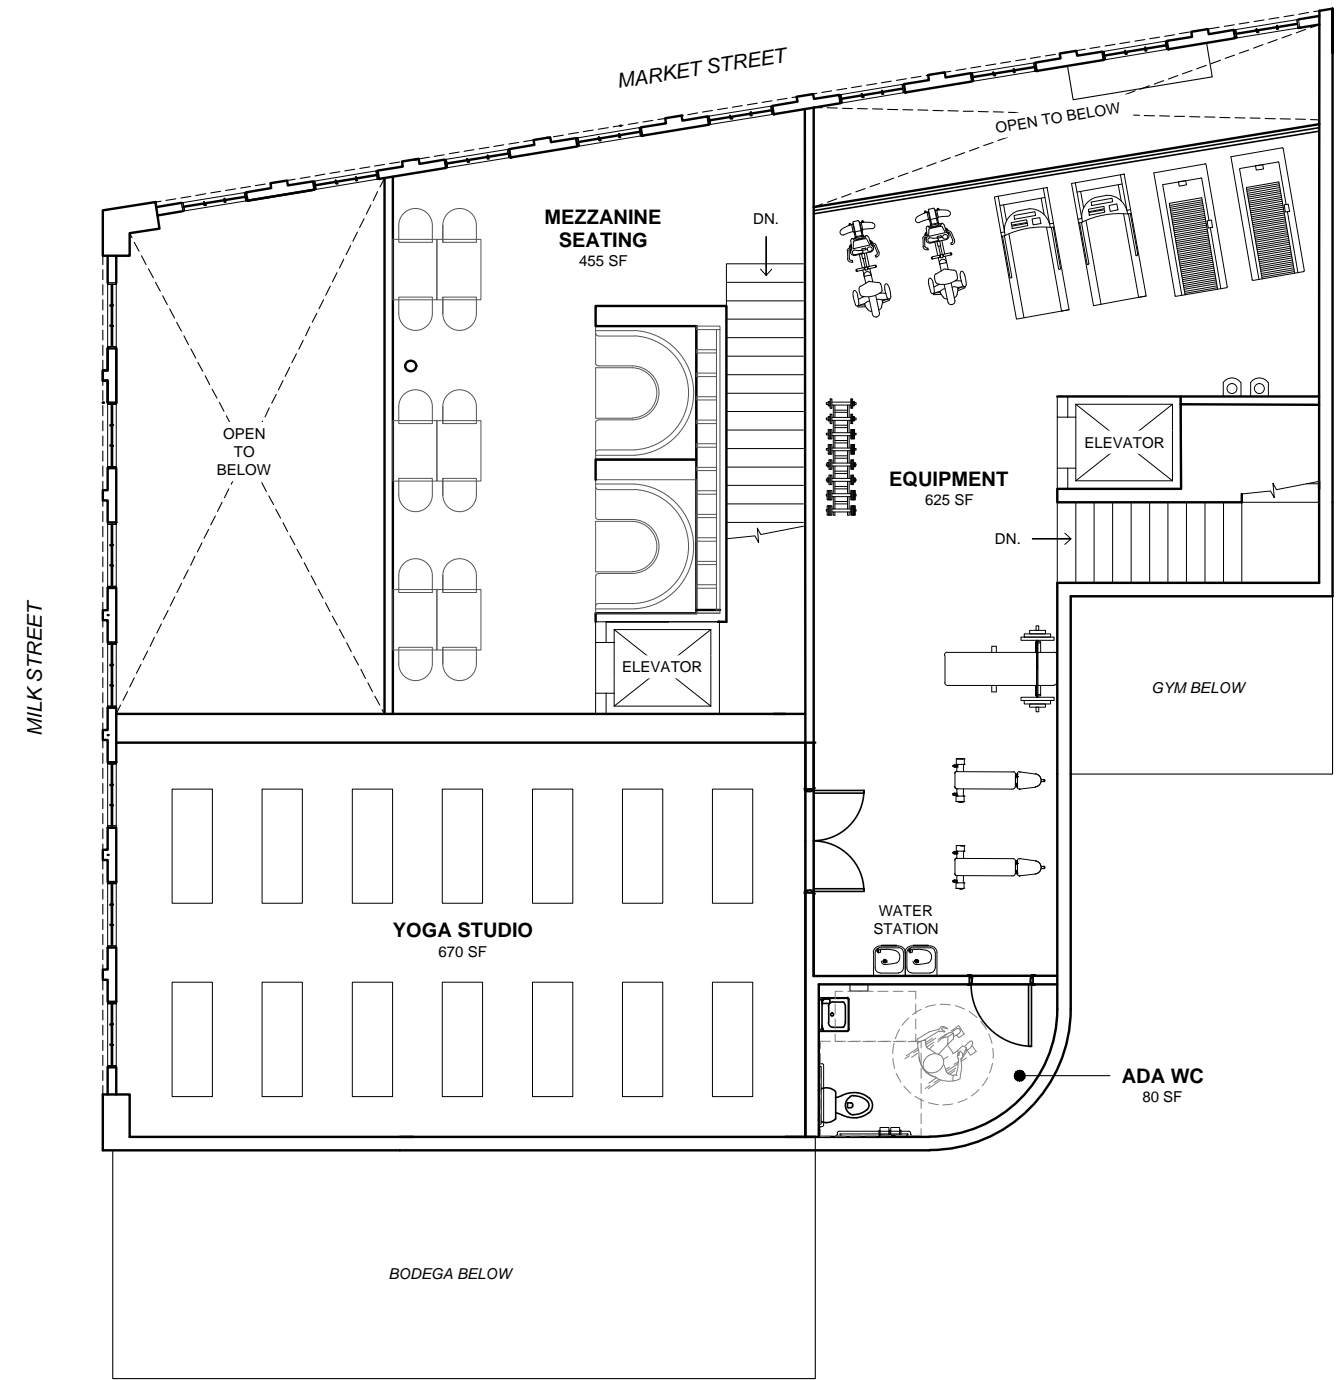 MARKET STREET
OPEN TO BELOW
MEZZANINE
SEATING
455 SF
DN.
OPEN
TO
BELOW
ELEVATOR
EQUIPMENT
625 SF
DN.
MILK STREET
ELEVATOR
GYM BELOW
WATER
STATION
YOGA STUDIO
670 SF
ADA WC
80 SF
BODEGA BELOW